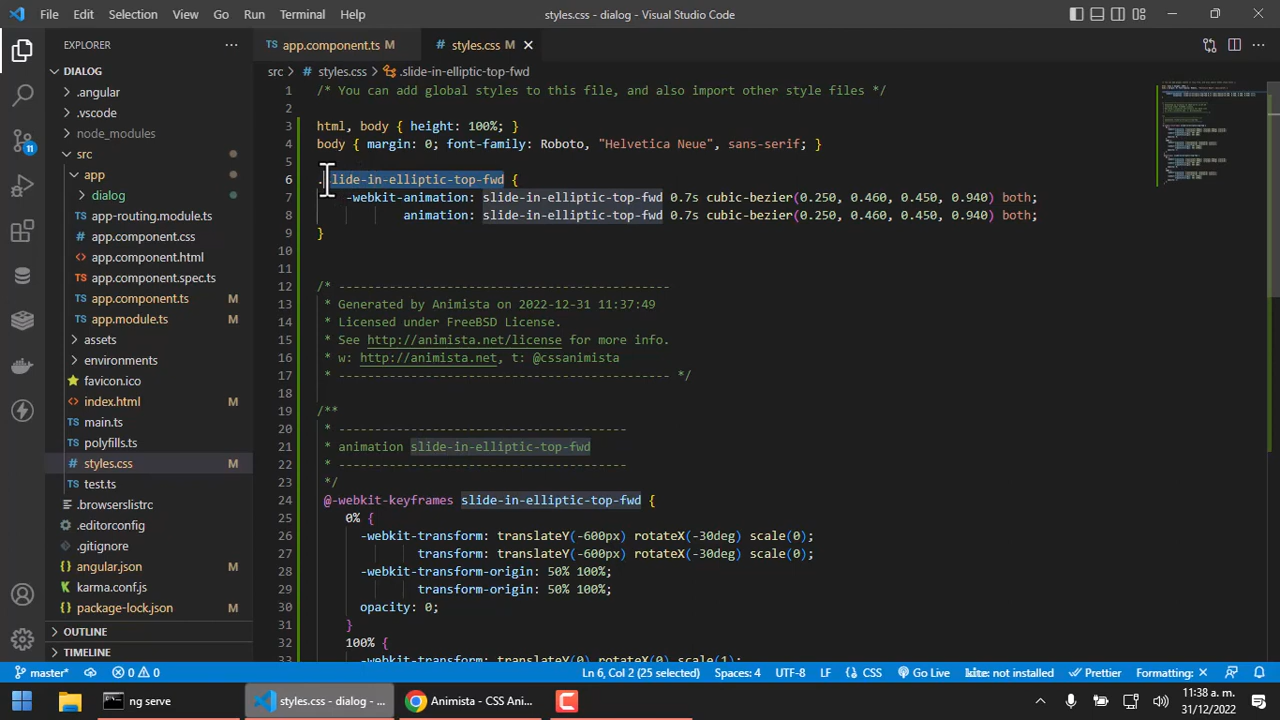 File Edit Selection View Go Run Terminal Help
styles.css - dialog - Visual Studio Code
EXPLORER
app.component.ts M
styles.css M
DIALOG
src > # styles.css > .slide-in-elliptic-top-fwd
.angular
.vscode
node_modules
src
app
dialog
app-routing.module.ts
app.component.css
app.component.html
app.component.spec.ts
app.component.ts M
app.module.ts M
assets
environments
favicon.ico
index.html M
main.ts
polyfills.ts
# styles.css M
test.ts
.browserslistrc
.editorconfig
.gitignore
angular.json M
karma.conf.js
package-lock.json M
OUTLINE
TIMELINE
11
1 /* You can add global styles to this file, and also import other style files */
2
3 html, body { height: 100%; }
4 body { margin: 0; font-family: Roboto, "Helvetica Neue", sans-serif; }
5
6 .slide-in-elliptic-top-fwd {
7 -webkit-animation: slide-in-elliptic-top-fwd 0.7s cubic-bezier(0.250, 0.460, 0.450, 0.940) both;
8 animation: slide-in-elliptic-top-fwd 0.7s cubic-bezier(0.250, 0.460, 0.450, 0.940) both;
9 }
10
11
12 /* ----------------------------------------------
13 * Generated by Animista on 2022-12-31 11:37:49
14 * Licensed under FreeBSD License.
15 * See http://animista.net/license for more info.
16 * w: http://animista.net, t: @cssanimista
17 * ---------------------------------------------- */
18
19 /**
20 * ----------------------------------------
21 * animation slide-in-elliptic-top-fwd
22 * ----------------------------------------
23 */
24 @-webkit-keyframes slide-in-elliptic-top-fwd {
25 0% {
26 -webkit-transform: translateY(-600px) rotateX(-30deg) scale(0);
27 transform: translateY(-600px) rotateX(-30deg) scale(0);
28 -webkit-transform-origin: 50% 100%;
29 transform-origin: 50% 100%;
30 opacity: 0;
31 }
32 100% {
33 -webkit-transform: translateY(0) rotateX(0) scale(1);
master* 0 0 Ln 6, Col 2 (25 selected) Spaces: 4 UTF-8 LF CSS Go Live kite: not installed Prettier Formatting:
ng serve
styles.css - dialog - ...
Animista - CSS Ani...
11:38 a. m.
31/12/2022